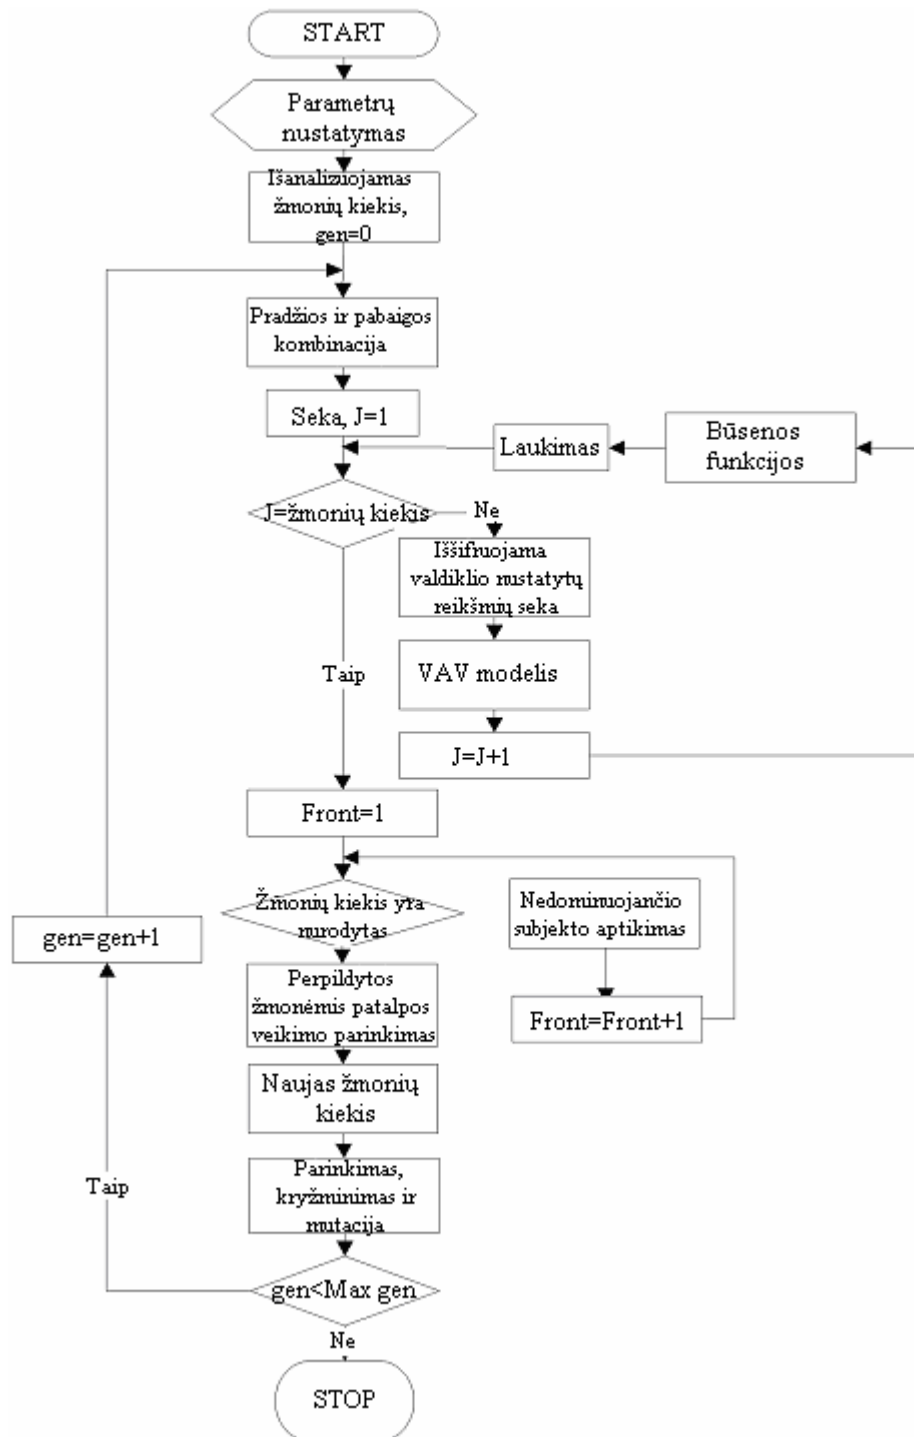 START
Parametrų
nustatymas
Išanalizuojamas
žmonių kiekis,
gen=0
Pradžios ir pabaigos
kombinacija
Seka, J=1
Laukimas
Būsenos
funkcijos
J=žmonių kiekis
Ne
Iššifruojama
valdiklio nustatytų
reikšmių seka
Taip
VAV modelis
J=J+1
Front=1
Žmonių kiekis yra
nurodytas
Nedominuojančio
subjekto aptikimas
gen=gen+1
Perpildytos
žmonėmis patalpos
veikimo parinkimas
Front=Front+1
Naujas žmonių
kiekis
Parinkimas,
kryžminimas ir
mutacija
Taip
gen<Max gen
Ne
STOP